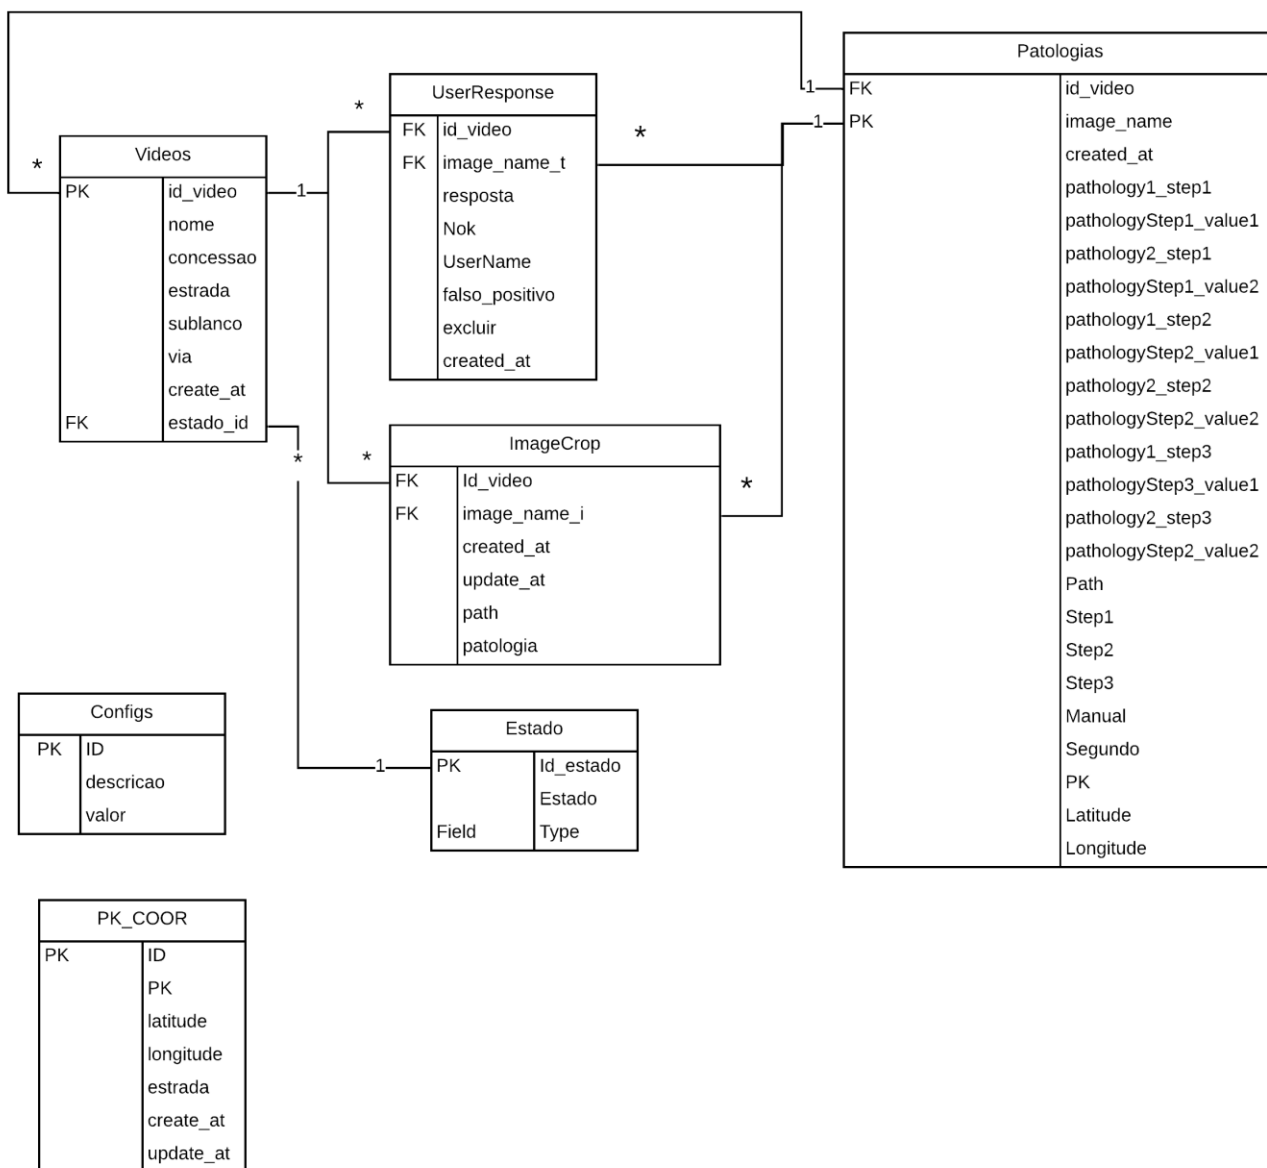 Patologias
FK id_video
PK image_name
created_at
pathology1_step1
pathologyStep1_value1
pathology2_step1
pathologyStep1_value2
pathology1_step2
pathologyStep2_value1
pathology2_step2
pathologyStep2_value2
pathology1_step3
pathologyStep3_value1
pathology2_step3
pathologyStep2_value2
Path
Step1
Step2
Step3
Manual
Segundo
PK
Latitude
Longitude
1
1
UserResponse
FK id_video
FK image_name_t
resposta
Nok
UserName
falso_positivo
excluir
created_at
*
*
Videos
PK id_video
nome
concessao
estrada
sublanco
via
create_at
FK estado_id
*
1
*
ImageCrop
FK Id_video
FK image_name_i
created_at
update_at
path
patologia
*
*
Configs
PK ID
descricao
valor
Estado
PK Id_estado
Estado
Field Type
1
PK_COOR
PK ID
PK
latitude
longitude
estrada
create_at
update_at